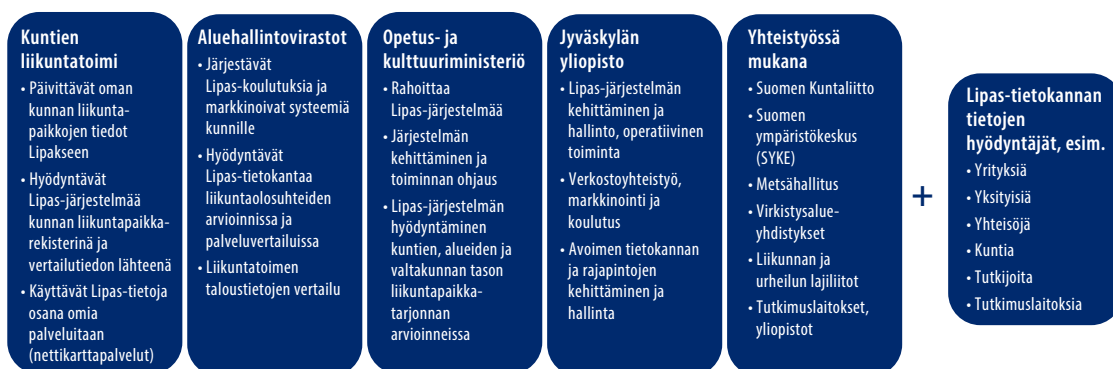 Kuntien
liikuntatoimi
• Päivittävät oman
kunnan liikunta-
paikkojen tiedot
Lipakseen
• Hyödyntävät
Lipas-järjestelmää
kunnan liikuntapaikka-
rekisterinä ja
vertailutiedon lähteenä
• Käyttävät Lipas-tietoja
osana omia
palveluitaan
(nettikarttapalvelut)
Aluehallintovirastot
• Järjestävät
Lipas-koulutuksia ja
markkinoivat systeemiä
kunnille
• Hyödyntävät
Lipas-tietokantaa
liikuntaolosuhteiden
arvioinnissa ja
palveluvertailuissa
• Liikuntatoimen
taloustietojen vertailu
Opetus- ja
kulttuuriministeriö
• Rahoittaa
Lipas-järjestelmää
• Järjestelmän
kehittäminen ja
toiminnan ohjaus
• Lipas-järjestelmän
hyödyntäminen
kuntien, alueiden ja
valtakunnan tason
liikuntapaikka-
tarjonnan
arvioinneissa
Jyväskylän
yliopisto
• Lipas-järjestelmän
kehittäminen ja
hallinto, operatiivinen
toiminta
• Verkostoyhteistyö,
markkinointi ja
koulutus
• Avoimen tietokannan
ja rajapintojen
kehittäminen ja
hallinta
Yhteistyössä
mukana
• Suomen Kuntaliitto
• Suomen
ympäristökeskus
(SYKE)
• Metsähallitus
• Virkistysalue-
yhdistykset
• Liikunnan ja
urheilun lajiliitot
• Tutkimuslaitokset,
yliopistot
+
Lipas-tietokannan
tietojen
hyödyntäjät, esim.
• Yrityksiä
• Yksityisiä
• Yhteisöjä
• Kuntia
• Tutkijoita
• Tutkimuslaitoksia